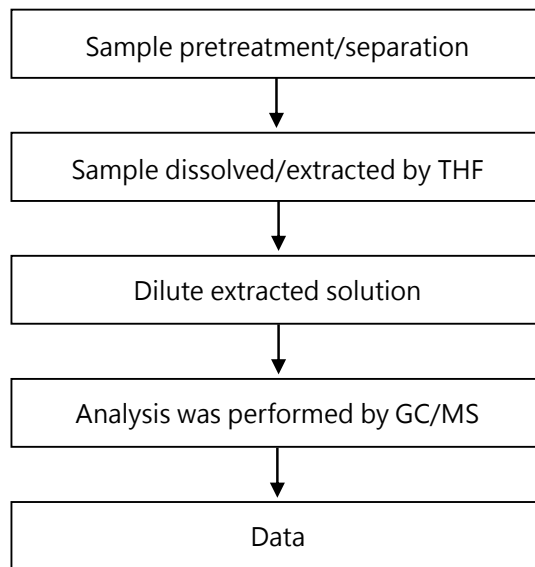 Sample pretreatment/separation
Sample dissolved/extracted by THF
Dilute extracted solution
Analysis was performed by GC/MS
Data